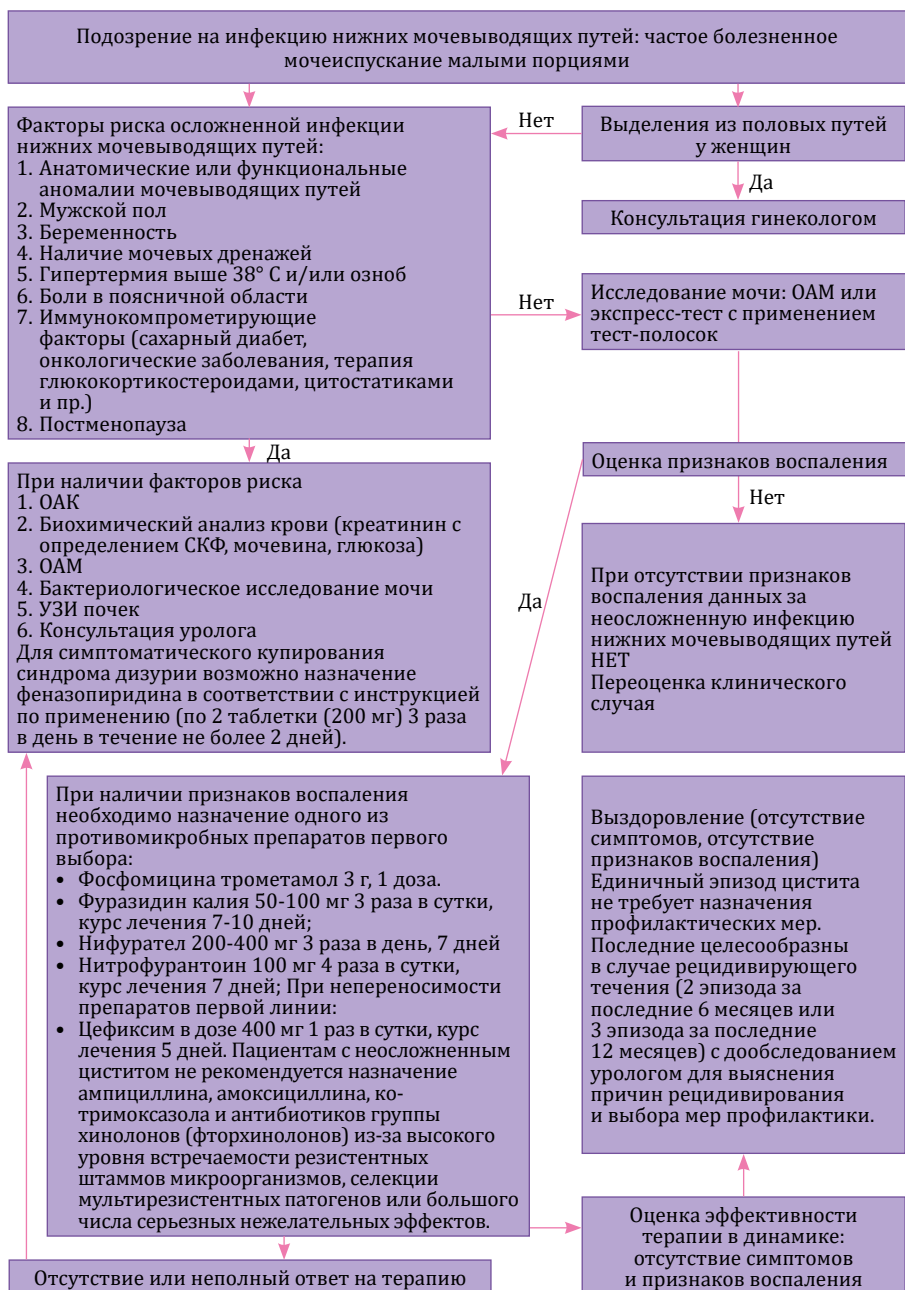 Подозрение на инфекцию нижних мочевыводящих путей: частое болезненное
мочеиспускание малыми порциями
Факторы риска осложненной инфекции
нижних мочевыводящих путей:
1. Анатомические или функциональные
аномалии мочевыводящих путей
2. Мужской пол
3. Беременность
4. Наличие мочевых дренажей
5. Гипертермия выше 38° С и/или озноб
6. Боли в поясничной области
7. Иммунокомпрометирующие
факторы (сахарный диабет,
онкологические заболевания, терапия
глюкокортикостероидами, цитостатиками
и пр.)
8. Постменопауза
Нет
Выделения из половых путей
у женщин
Да
Консультация гинекологом
Нет
Исследование мочи: ОАМ или
экспресс-тест с применением
тест-полосок
Да
При наличии факторов риска
1. ОАК
2. Биохимический анализ крови (креатинин с
определением СКФ, мочевина, глюкоза)
3. ОАМ
4. Бактериологическое исследование мочи
5. УЗИ почек
6. Консультация уролога
Для симптоматического купирования
синдрома дизурии возможно назначение
феназопиридина в соответствии с инструкцией
по применению (по 2 таблетки (200 мг) 3 раза
в день в течение не более 2 дней).
Оценка признаков воспаления
Нет
Да
При отсутствии признаков
воспаления данных за
неосложненную инфекцию
нижних мочевыводящих путей
НЕТ
Переоценка клинического
случая
При наличии признаков воспаления
необходимо назначение одного из
противомикробных препаратов первого
выбора:
• Фосфомицина трометамол 3 г, 1 доза.
• Фуразидин калия 50-100 мг 3 раза в сутки,
курс лечения 7-10 дней;
• Нифурател 200-400 мг 3 раза в день, 7 дней
• Нитрофурантоин 100 мг 4 раза в сутки,
курс лечения 7 дней; При непереносимости
препаратов первой линии:
• Цефиксим в дозе 400 мг 1 раз в сутки, курс
лечения 5 дней. Пациентам с неосложненным
циститом не рекомендуется назначение
ампициллина, амоксициллина, ко-
тримоксазола и антибиотиков группы
хинолонов (фторхинолонов) из-за высокого
уровня встречаемости резистентных
штаммов микроорганизмов, селекции
мультирезистентных патогенов или большого
числа серьезных нежелательных эффектов.
Выздоровление (отсутствие
симптомов, отсутствие
признаков воспаления)
Единичный эпизод цистита
не требует назначения
профилактических мер.
Последние целесообразны
в случае рецидивирующего
течения (2 эпизода за
последние 6 месяцев или
3 эпизода за последние
12 месяцев) с дообследованием
урологом для выяснения
причин рецидивирования
и выбора мер профилактики.
Отсутствие или неполный ответ на терапию
Оценка эффективности
терапии в динамике:
отсутствие симптомов
и признаков воспаления